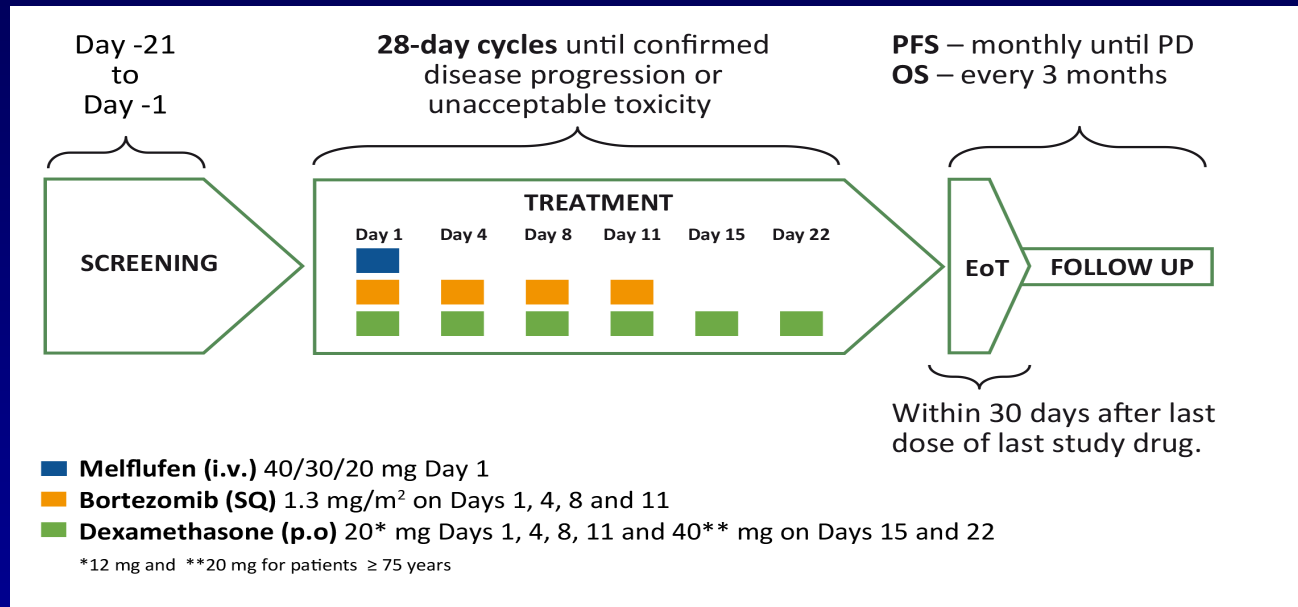 Day -21
to
Day -1
28-day cycles until confirmed
disease progression or
unacceptable toxicity
PFS – monthly until PD
OS – every 3 months
SCREENING
TREATMENT
Day 1 Day 4 Day 8 Day 11 Day 15 Day 22
EoT
FOLLOW UP
Within 30 days after last
dose of last study drug.
Melflufen (i.v.) 40/30/20 mg Day 1
Bortezomib (SQ) 1.3 mg/m² on Days 1, 4, 8 and 11
Dexamethasone (p.o) 20* mg Days 1, 4, 8, 11 and 40** mg on Days 15 and 22
*12 mg and **20 mg for patients ≥ 75 years